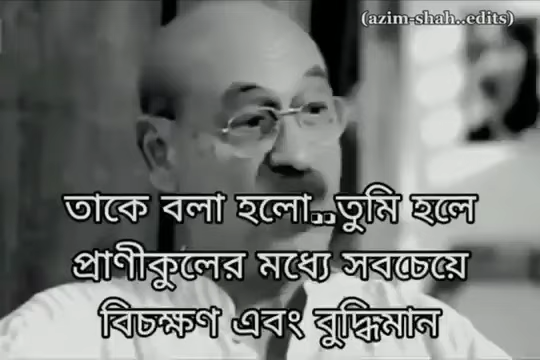 (azim-shah..edits)
তাকে বলা হলো..তুমি হলে
প্রাণীকুলের মধ্যে সবচেয়ে
বিচক্ষণ এবং বুদ্ধিমান